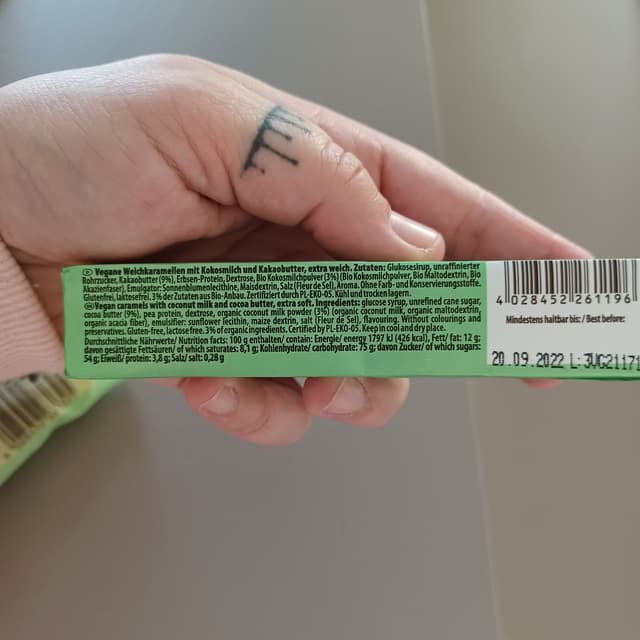 Vegane Weichkaramellen mit Kokosmilch und Kakaobutter, extra weich. Zutaten: Glukosesirup, unraffinierter
Rohrzucker, Kakaobutter (9%), Erbsen-Protein, Dextrose, Bio Kokosmilchpulver (3%) (Bio Kokosmilchpulver, Bio Maltodextrin, Bio
Akazienfaser), Emulgator: Sonnenblumenlecithine, Maisdextrin, Salz (Fleur de Sel), Aroma. Ohne Farb- und Konservierungsstoffe.
Glutenfrei, laktosefrei. 3% der Zutaten aus Bio-Anbau. Zertifiziert durch PL-EKO-05. Kühl und trocken lagern.
Vegan caramels with coconut milk and cocoa butter, extra soft. Ingredients: glucose syrup, unrefined cane sugar,
cocoa butter (9%), pea protein, dextrose, organic coconut milk powder (3%) (organic coconut milk, organic maltodextrin,
organic acacia fiber), emulsifier: sunflower lecithin, maize dextrin, salt (Fleur de Sel), flavouring. Without colourings and
preservatives. Gluten-free, lactose free. 3% of organic ingredients. Certified by PL-EKO-05. Keep in cool and dry place.
Durchschnittliche Nährwerte/ Nutrition facts: 100 g enthalten/ contain: Energie/ energy 1797 kJ (426 kcal), Fett/ fat: 12 g;
davon gesättigte Fettsäuren/ of which saturates: 8,1 g; Kohlenhydrate/ carbohydrate: 75 g; davon Zucker/ of which sugars:
54 g; Eiweiß/ protein: 3,8 g; Salz/ salt: 0,28 g
4 028452 261196
Mindestens haltbar bis: / Best before:
20.09.2022 L: 3UG21171